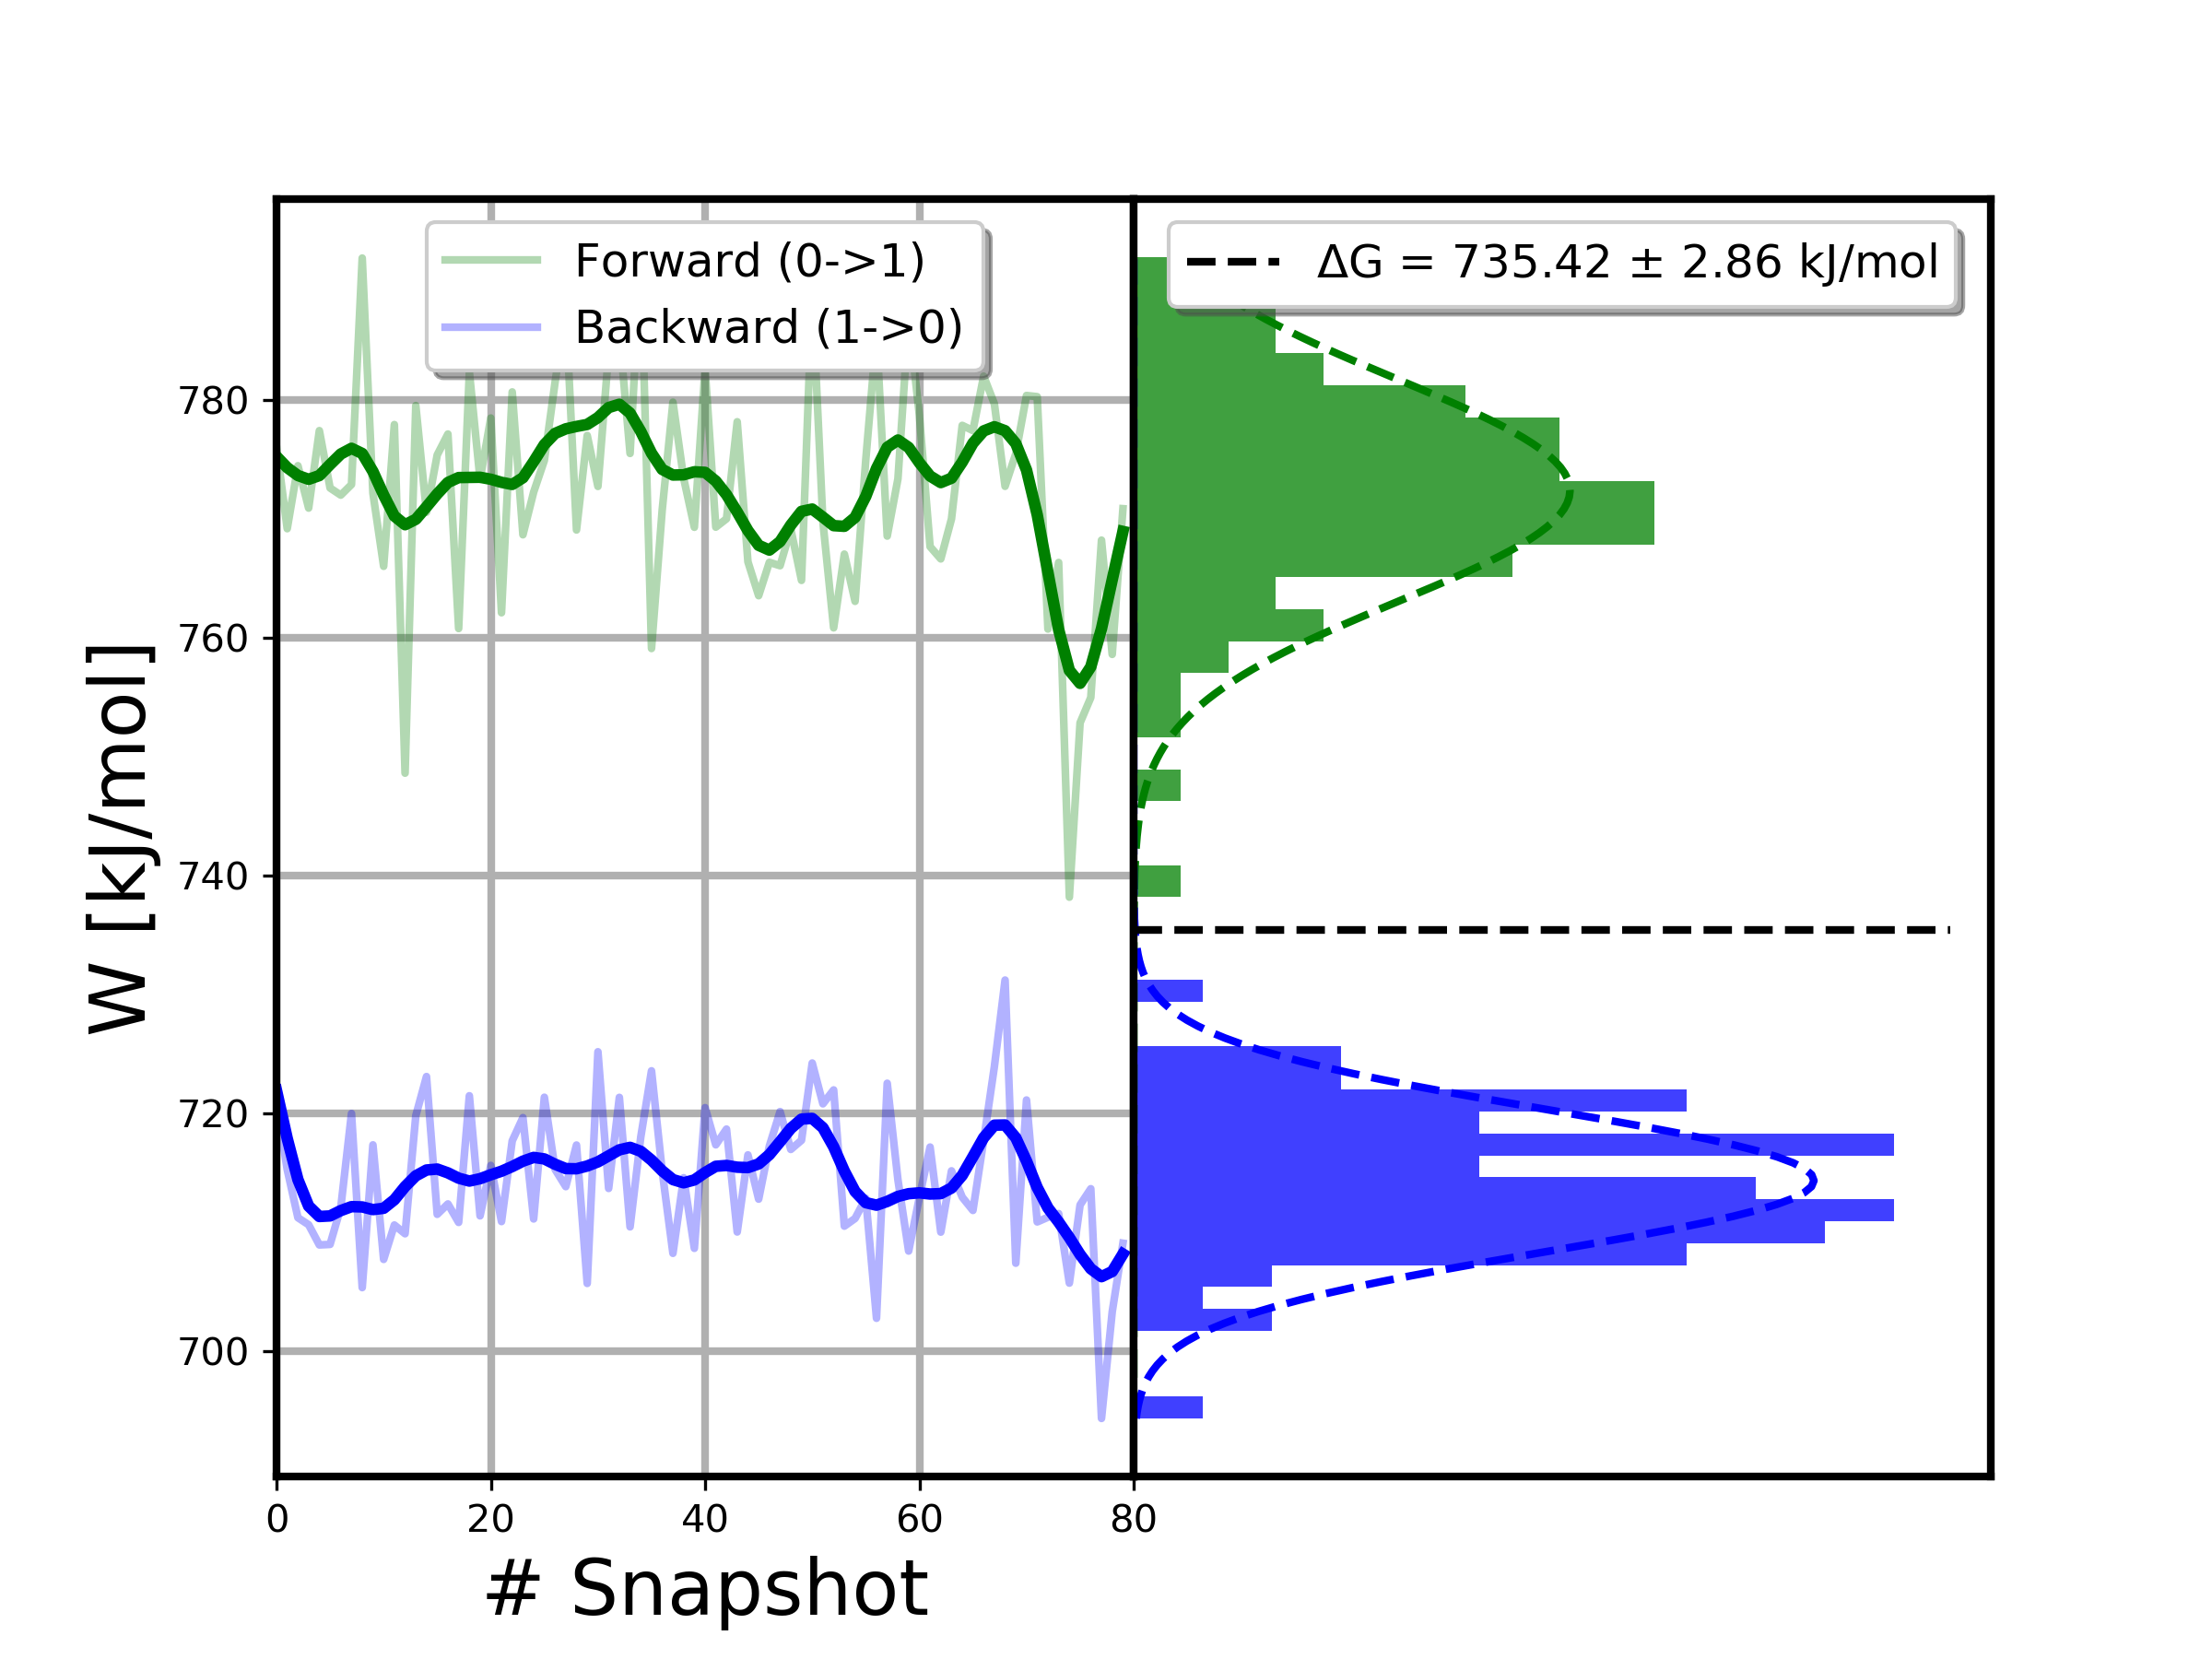 Forward (0->1)
Backward (1->0)
ΔG = 735.42 ± 2.86 kJ/mol
W [kJ/mol]
780
760
740
720
700
0 20 40 60 80
# Snapshot